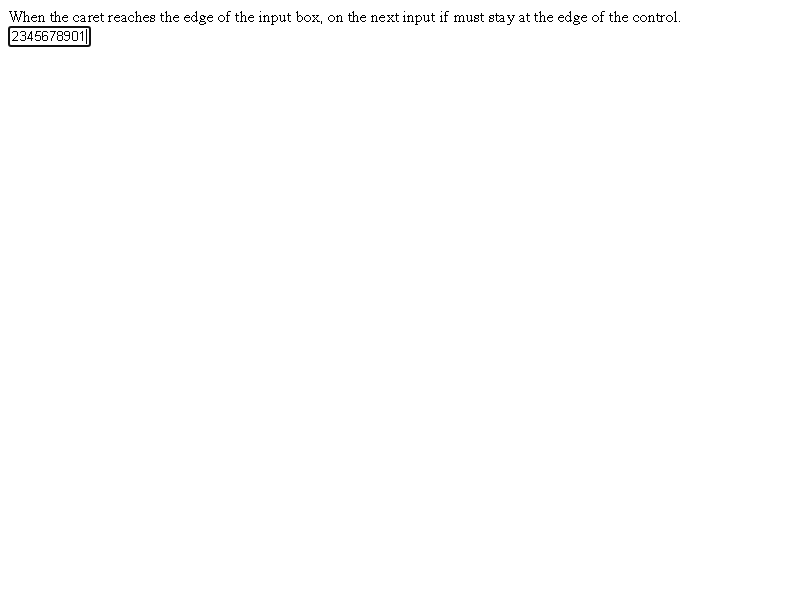 When the caret reaches the edge of the input box, on the next input if must stay at the edge of the control.
2345678901